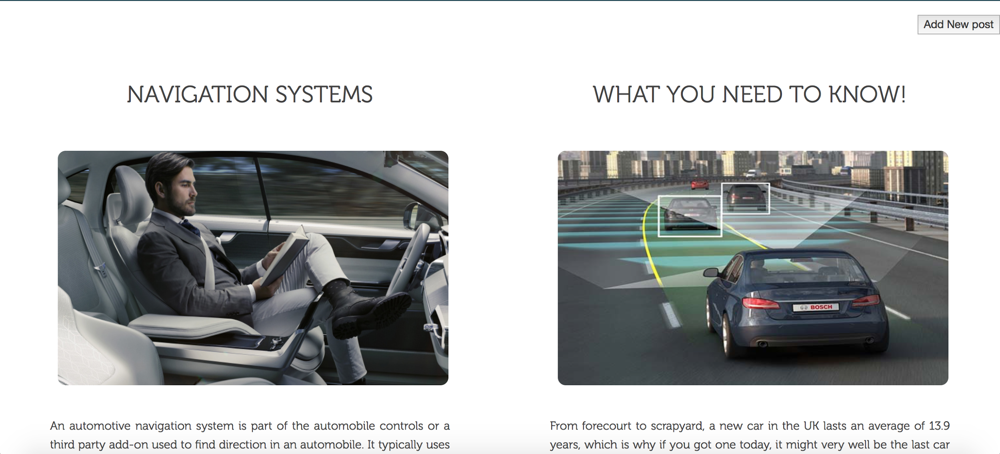 Add New post
NAVIGATION SYSTEMS
WHAT YOU NEED TO KNOW!
BOSCH
An automotive navigation system is part of the automobile controls or a
third party add-on used to find direction in an automobile. It typically uses
From forecourt to scrapyard, a new car in the UK lasts an average of 13.9
years, which is why if you got one today, it might very well be the last car